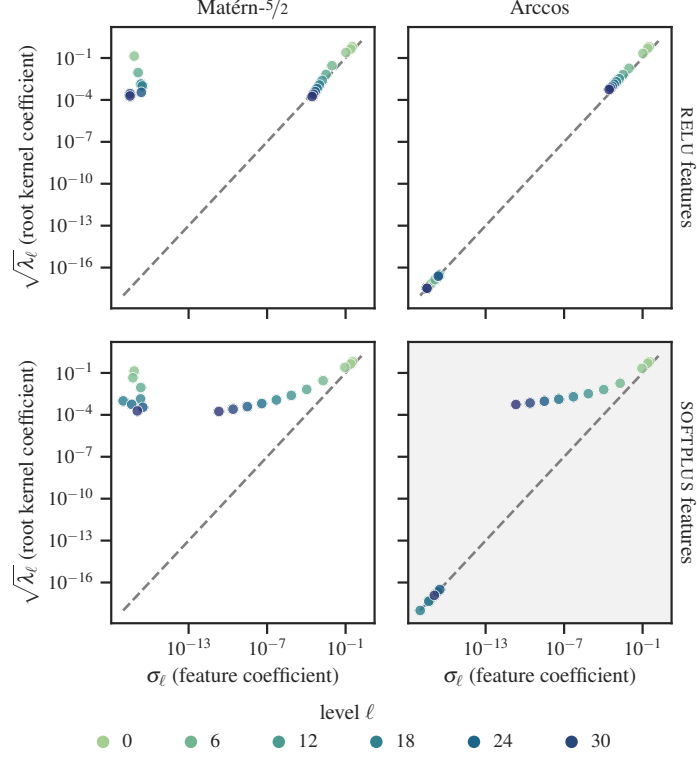 Matérn-5/2 Arccos
10⁻¹
10⁻⁴
10⁻⁷
10⁻¹⁰
10⁻¹³
10⁻¹⁶
√λℓ (root kernel coefficient)
RELU features
10⁻¹
10⁻⁴
10⁻⁷
10⁻¹⁰
10⁻¹³
10⁻¹⁶
√λℓ (root kernel coefficient)
SOFTPLUS features
10⁻¹³ 10⁻⁷ 10⁻¹ 10⁻¹³ 10⁻⁷ 10⁻¹
σℓ (feature coefficient) σℓ (feature coefficient)
level ℓ
0 6 12 18 24 30